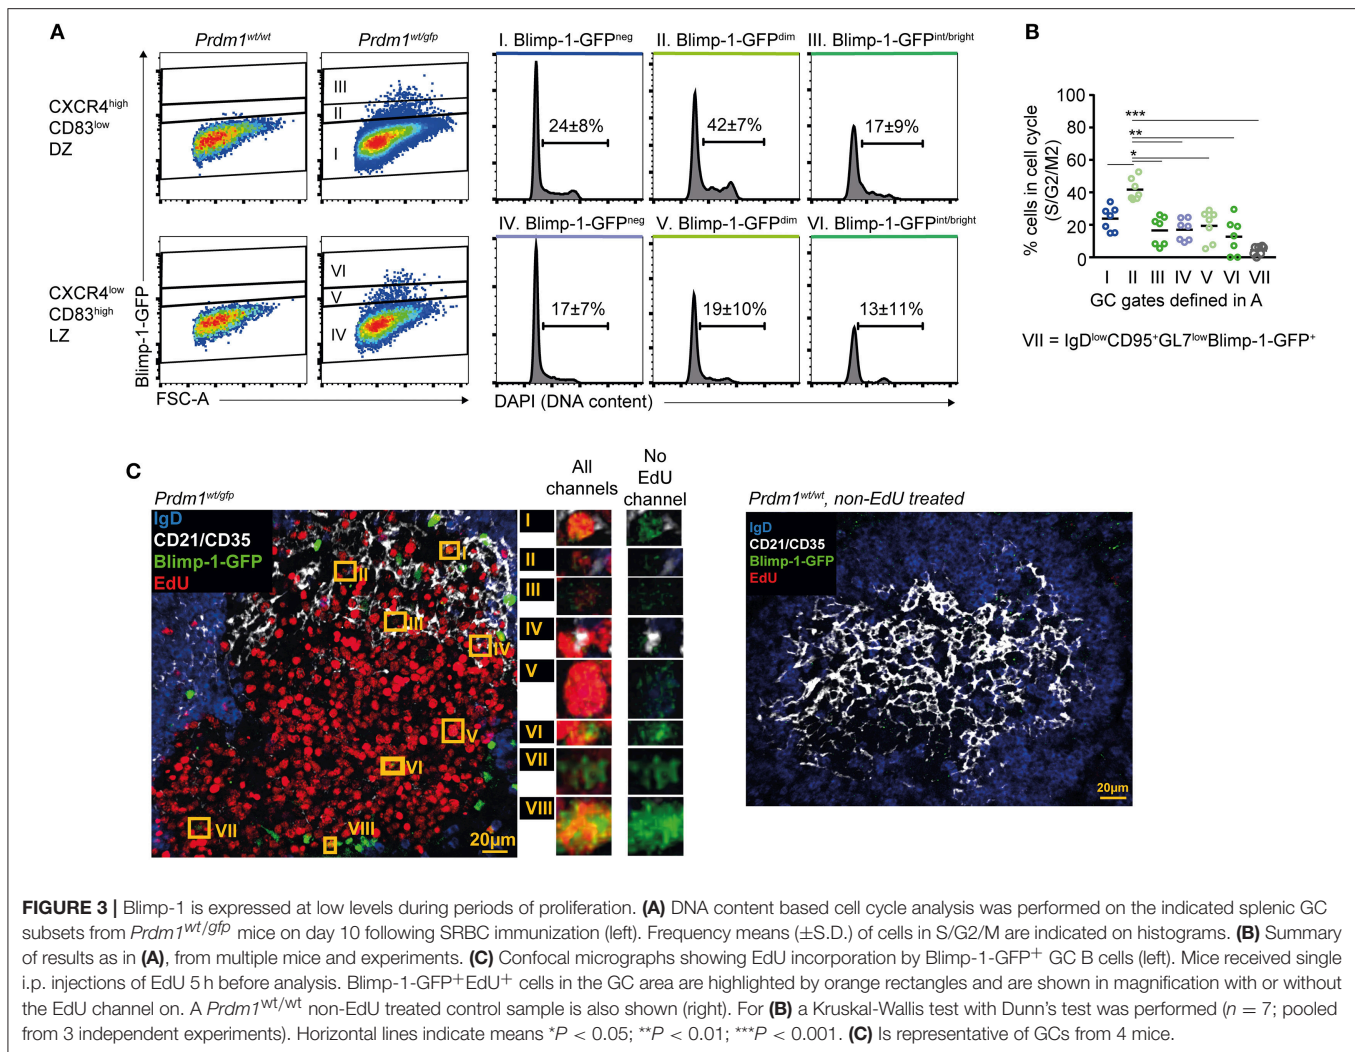 A
Prdm1wt/wt
Prdm1wt/gfp
I. Blimp-1-GFPneg
II. Blimp-1-GFPdim
III. Blimp-1-GFPint/bright
CXCR4high
CD83low
DZ
III
II
I
24±8%
42±7%
17±9%
IV. Blimp-1-GFPneg
V. Blimp-1-GFPdim
VI. Blimp-1-GFPint/bright
CXCR4low
CD83high
LZ
VI
V
IV
17±7%
19±10%
13±11%
Blimp-1-GFP
FSC-A
DAPI (DNA content)
B
% cells in cell cycle
(S/G2/M2)
100
80
60
40
20
0
***
**
*
I II III IV V VI VII
GC gates defined in A
VII = IgDlowCD95+GL7lowBlimp-1-GFP+
C
Prdm1wt/gfp
IgD
CD21/CD35
Blimp-1-GFP
EdU
I
II
III
IV
V
VI
VII
VIII
20µm
All
channels
No
EdU
channel
I
II
III
IV
V
VI
VII
VIII
Prdm1wt/wt, non-EdU treated
IgD
CD21/CD35
Blimp-1-GFP
EdU
20µm
FIGURE 3 | Blimp-1 is expressed at low levels during periods of proliferation. (A) DNA content based cell cycle analysis was performed on the indicated splenic GC
subsets from Prdm1wt/gfp mice on day 10 following SRBC immunization (left). Frequency means (±S.D.) of cells in S/G2/M are indicated on histograms. (B) Summary
of results as in (A), from multiple mice and experiments. (C) Confocal micrographs showing EdU incorporation by Blimp-1-GFP+ GC B cells (left). Mice received single
i.p. injections of EdU 5 h before analysis. Blimp-1-GFP+EdU+ cells in the GC area are highlighted by orange rectangles and are shown in magnification with or without
the EdU channel on. A Prdm1wt/wt non-EdU treated control sample is also shown (right). For (B) a Kruskal-Wallis test with Dunn's test was performed (n = 7; pooled
from 3 independent experiments). Horizontal lines indicate means *P < 0.05; **P < 0.01; ***P < 0.001. (C) Is representative of GCs from 4 mice.